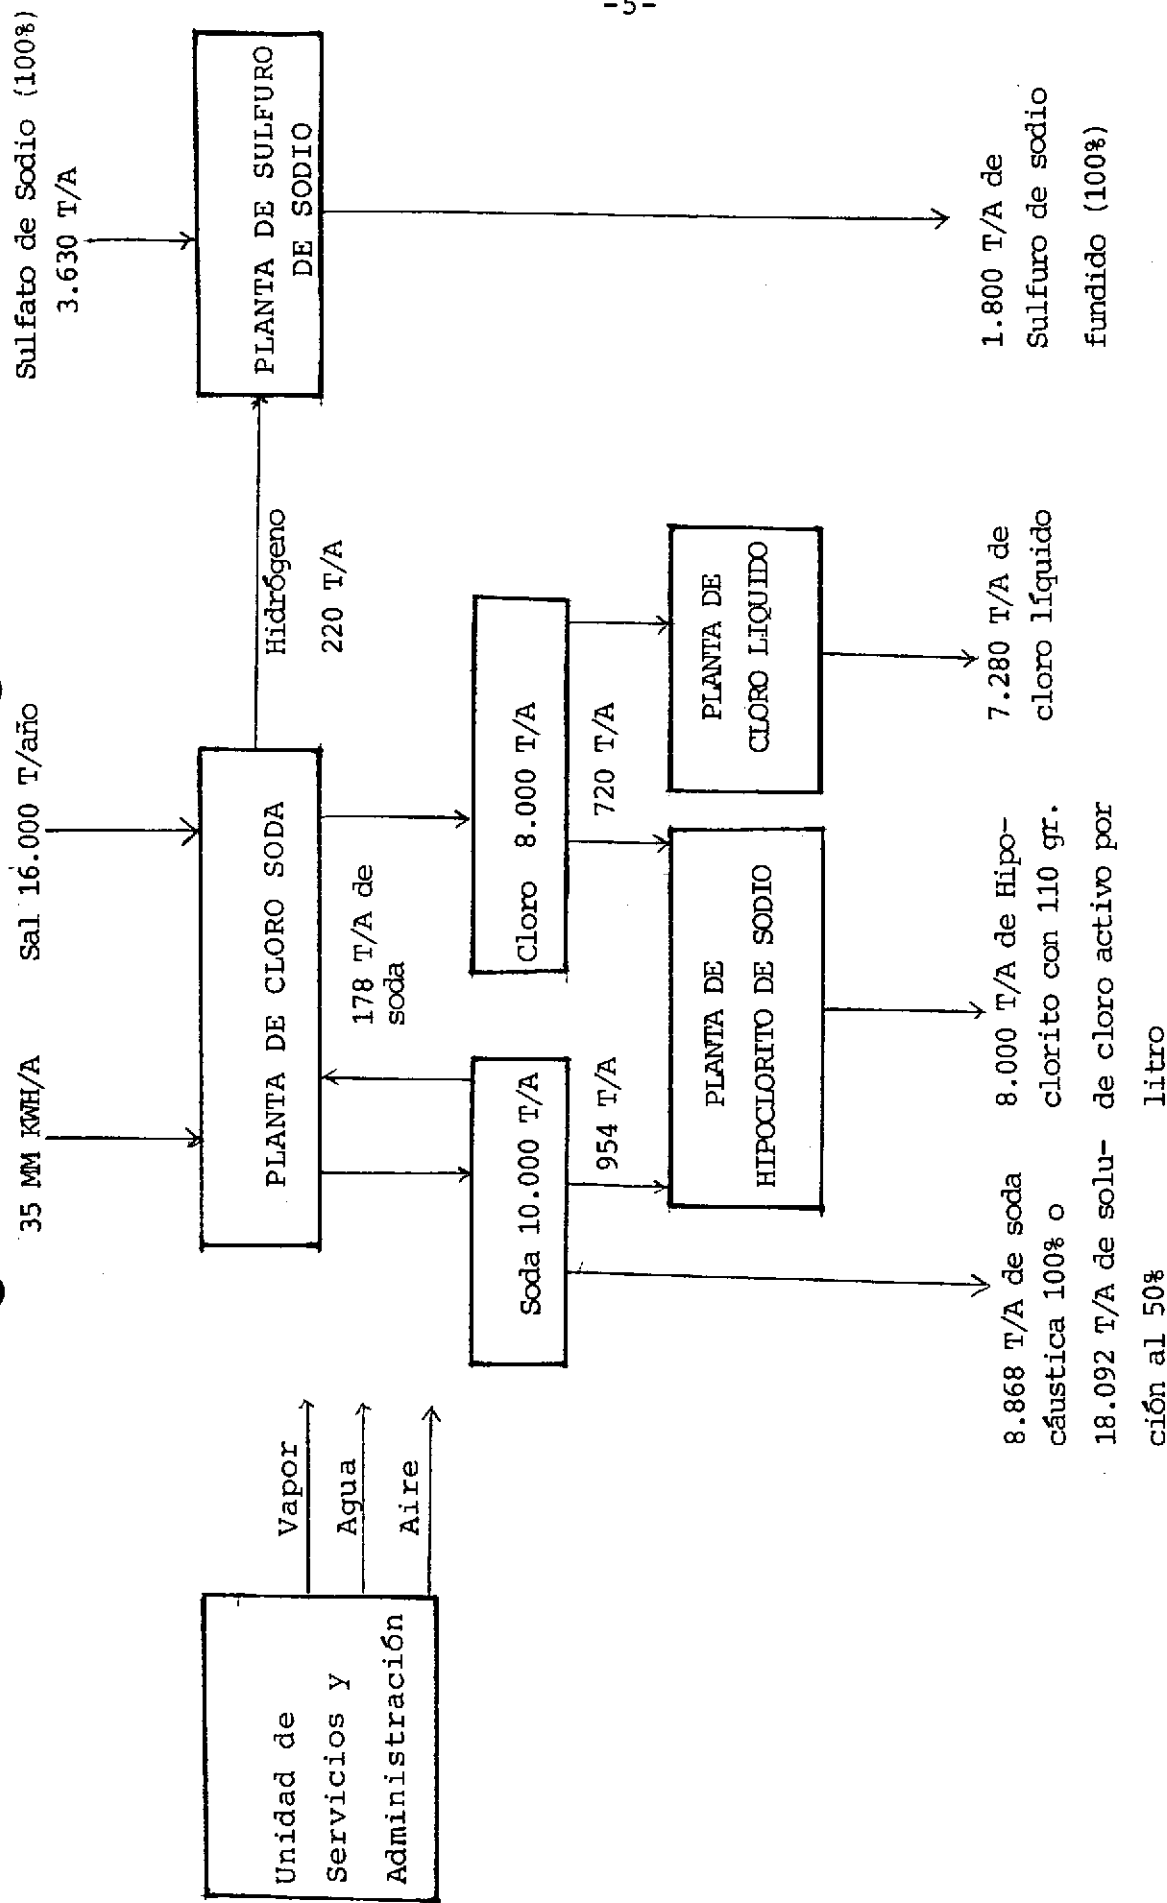 -5-
35 MM KWH/A
Sal 16.000 T/año
Sulfato de Sodio (100%)
3.630 T/A
Unidad de
Servicios y
Administración
Vapor
Agua
Aire
PLANTA DE CLORO SODA
Hidrógeno
220 T/A
PLANTA DE SULFURO
DE SODIO
178 T/A de
soda
Soda 10.000 T/A
Cloro 8.000 T/A
954 T/A
720 T/A
PLANTA DE
HIPOCLORITO DE SODIO
PLANTA DE
CLORO LIQUIDO
8.868 T/A de soda
cáustica 100% o
18.092 T/A de solu-
ción al 50%
8.000 T/A de Hipo-
clorito con 110 gr.
de cloro activo por
litro
7.280 T/A de
cloro líquido
1.800 T/A de
Sulfuro de sodio
fundido (100%)